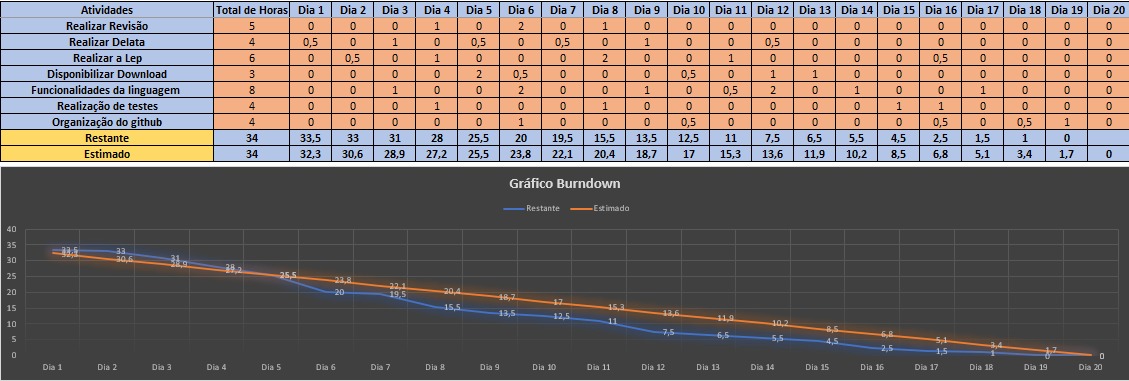 Atividades Total de Horas Dia 1 Dia 2 Dia 3 Dia 4 Dia 5 Dia 6 Dia 7 Dia 8 Dia 9 Dia 10 Dia 11 Dia 12 Dia 13 Dia 14 Dia 15 Dia 16 Dia 17 Dia 18 Dia 19 Dia 20
Realizar Revisão 5 0 0 0 1 0 2 0 1 0 0 0 0 0 0 0 0 0 0 0 0
Realizar Delata 4 0,5 0 1 0 0,5 0 0,5 0 1 0 0 0,5 0 0 0 0 0 0 0 0
Realizar a Lep 6 0 0,5 0 1 0 0 0 2 0 0 1 0 0 0 0 0,5 0 0 0 0
Disponibilizar Download 3 0 0 0 0 2 0,5 0 0 0 0,5 0 1 1 0 0 0 0 0 0 0
Funcionalidades da linguagem 8 0 0 1 0 0 2 0 1 0 0 0,5 2 0 1 0 0 1 0 0 0
Realização de testes 4 0 0 0 1 0 0 0 1 0 0 0 0 0 0 1 1 0 0 0 0
Organização do github 4 0 0 0 0 0 1 0 0 0 0,5 0 0 0 0 0 0,5 0 0,5 1 0
Restante 34 33,5 33 31 28 25,5 20 19,5 15,5 13,5 12,5 11 7,5 6,5 5,5 4,5 2,5 1,5 1 0
Estimado 34 32,3 30,6 28,9 27,2 25,5 23,8 22,1 20,4 18,7 17 15,3 13,6 11,9 10,2 8,5 6,8 5,1 3,4 1,7 0
Gráfico Burndown
Restante Estimado
40
35
30
25
20
15
10
5
0
33,5 33 31 28 25,5 20 19,5 15,5 13,5 12,5 11 7,5 6,5 5,5 4,5 2,5 1,5 1 0
32,3 30,6 28,9 27,2 25,5 23,8 22,1 20,4 18,7 17 15,3 13,6 11,9 10,2 8,5 6,8 5,1 3,4 1,7 0
Dia 1 Dia 2 Dia 3 Dia 4 Dia 5 Dia 6 Dia 7 Dia 8 Dia 9 Dia 10 Dia 11 Dia 12 Dia 13 Dia 14 Dia 15 Dia 16 Dia 17 Dia 18 Dia 19 Dia 20